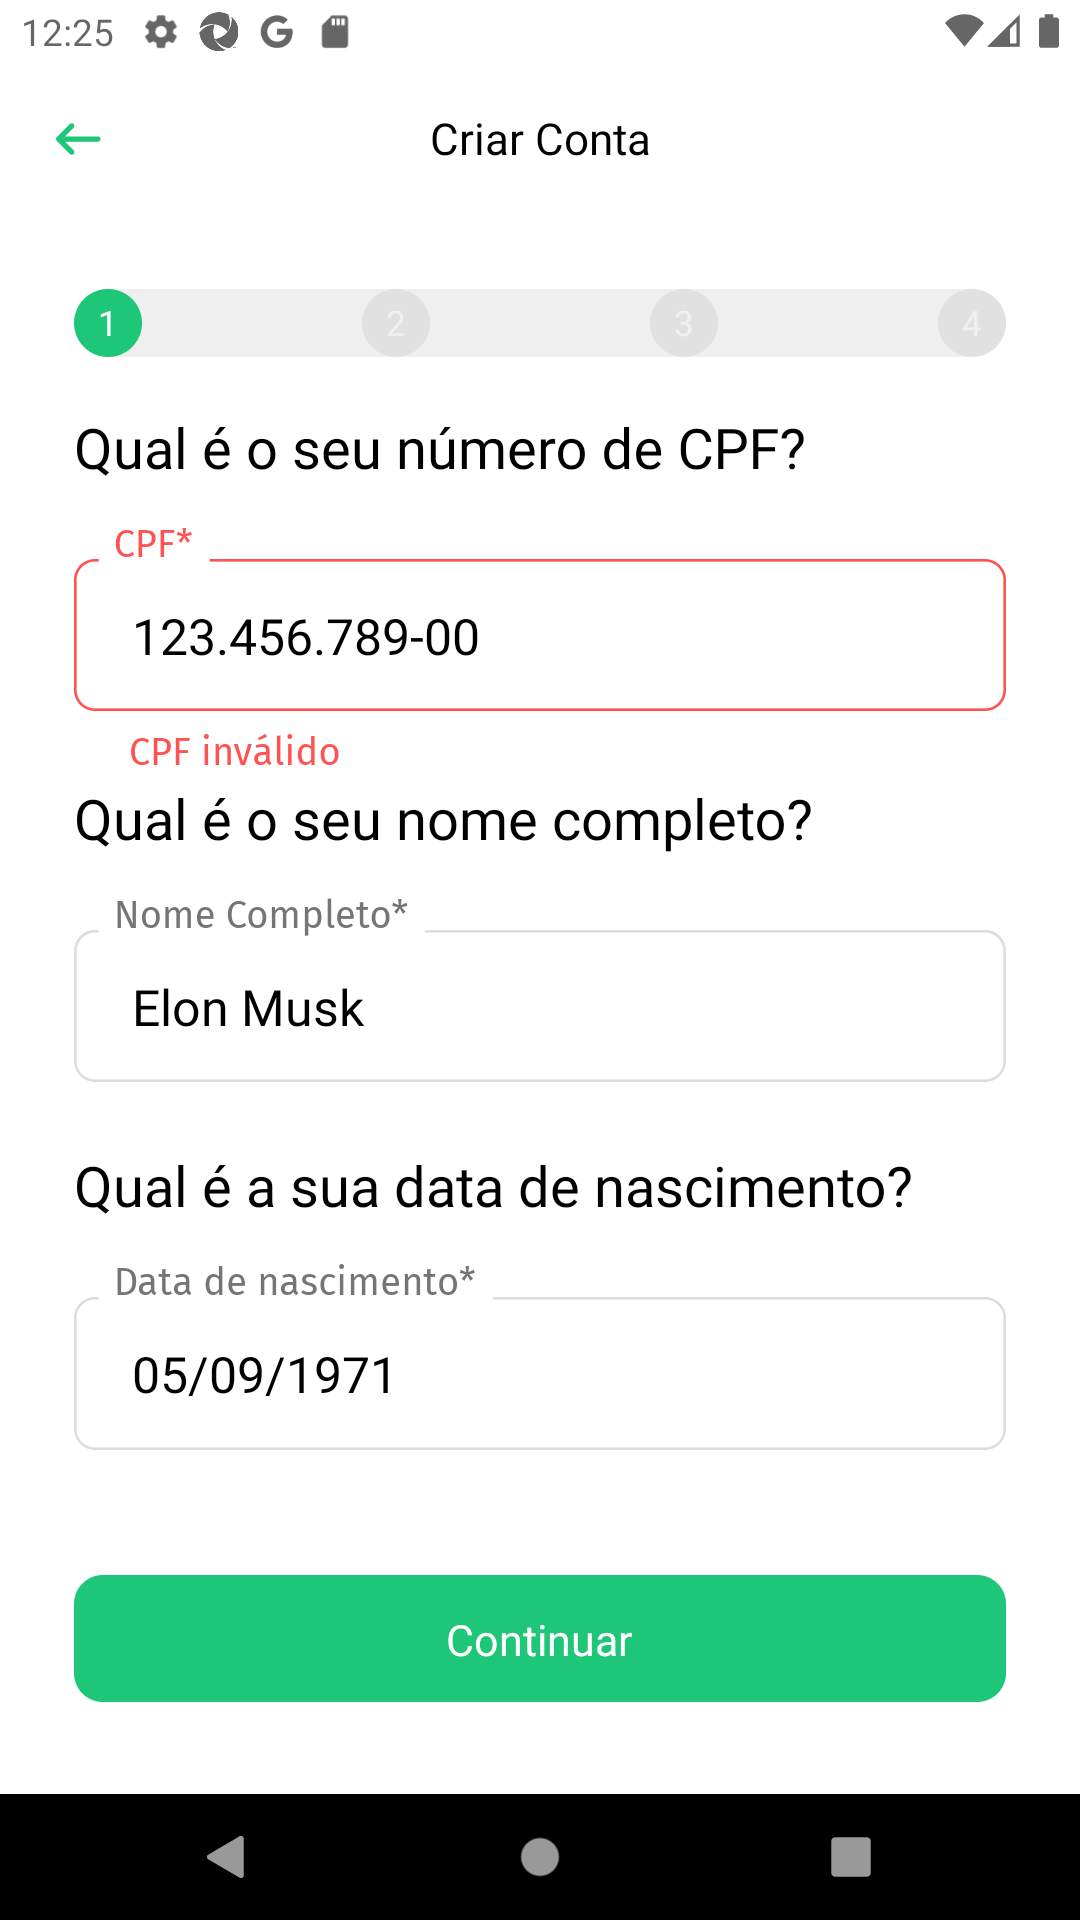 12:25
Criar Conta
1 2 3 4
Qual é o seu número de CPF?
CPF*
123.456.789-00
CPF inválido
Qual é o seu nome completo?
Nome Completo*
Elon Musk
Qual é a sua data de nascimento?
Data de nascimento*
05/09/1971
Continuar